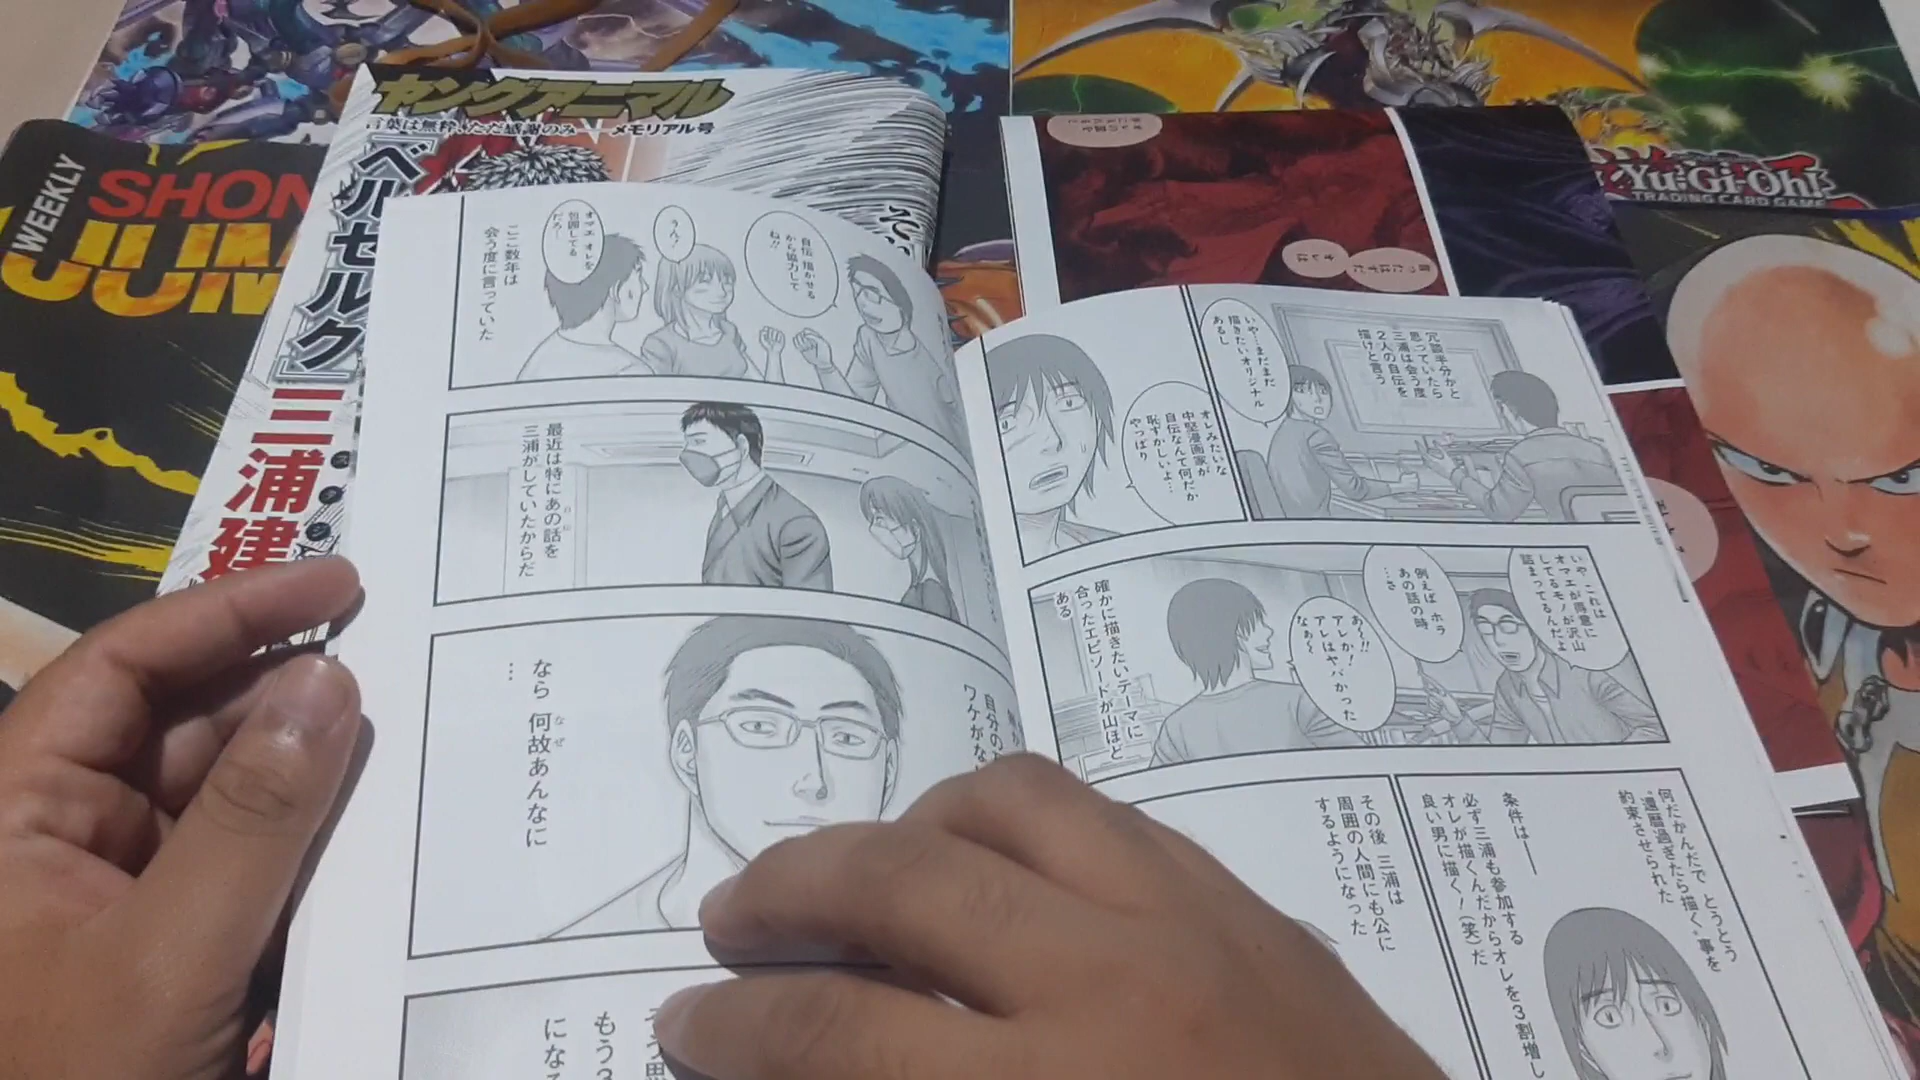 WEEKLY
SHON
JUM
ヤングアニマル
言葉は無粋、ただ感謝のみ――メモリアル号
『ベルセルク』
三浦建
Yu-Gi-Oh!
TRADING CARD GAME
オレは
冗談半分かと
思っていたら
三浦は会う度
2人の自伝を
描けと言う
いや…まだまだ
描きたいオリジナル
あるし
オレみたいな
中堅漫画家が
自伝なんて何だか
恥ずかしいよ…
やっぱり
いや、これは
オマエが得意に
してるモノが沢山
詰まってるんだよ
例えば ホラ
あの話の時
…さ
あ〜!!
アレか!
アレはヤバかった
なぁ〜
確かに描きたいテーマに
合ったエピソードが山ほど
ある
何だかんだで とうとう
“還暦過ぎたら描く”事を
約束させられた
条件は――
必ず三浦も参加する
オレが描くんだからオレを3割増し
良い男に描く!(笑)だ
その後 三浦は
周囲の人間にも公に
するようになった
自伝 描かせる
から協力して
ね!!
うん!
オマエ オレを
包囲してる
だろ…
ここ数年は
会う度に言っていた
最近は特にあの話を
三浦がしていたからだ
なら 何故あんなに
なぜ
…